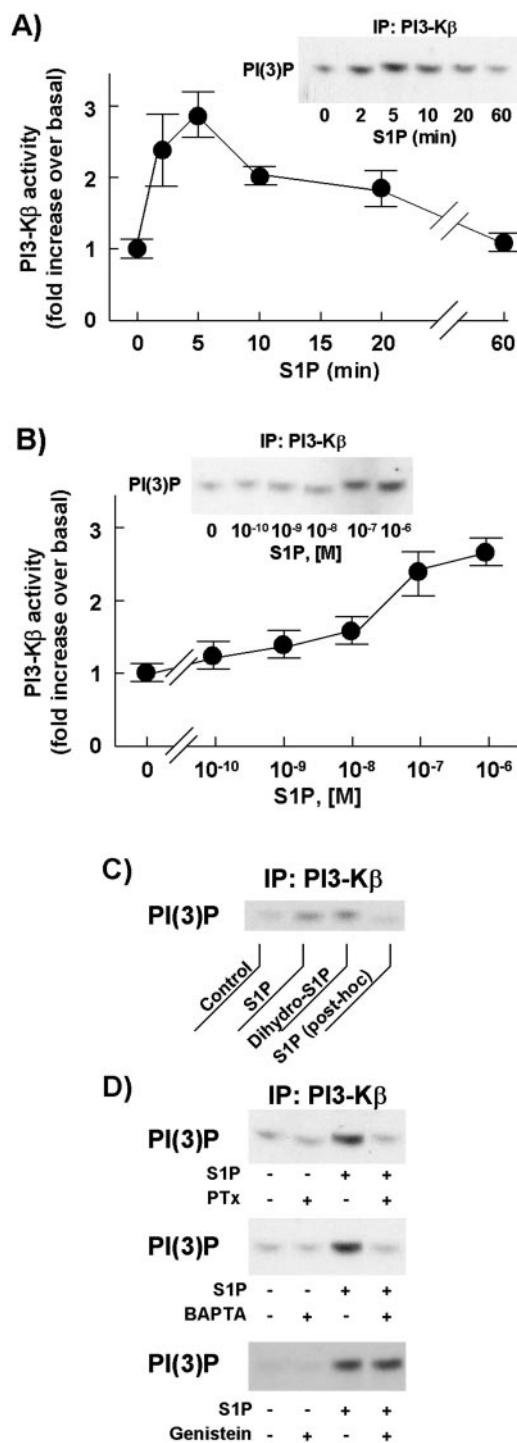 A)
IP: PI3-Kβ
PI(3)P
0 2 5 10 20 60
S1P (min)
PI3-Kβ activity
(fold increase over basal)
3
2
1
0
0 5 10 15 20 60
S1P (min)
B)
IP: PI3-Kβ
PI(3)P
0 10⁻¹⁰ 10⁻⁹ 10⁻⁸ 10⁻⁷ 10⁻⁶
S1P, [M]
PI3-Kβ activity
(fold increase over basal)
3
2
1
0
0 10⁻¹⁰ 10⁻⁹ 10⁻⁸ 10⁻⁷ 10⁻⁶
S1P, [M]
C)
IP: PI3-Kβ
PI(3)P
Control
S1P
Dihydro-S1P
S1P (post-hoc)
D)
IP: PI3-Kβ
PI(3)P
S1P - - + +
PTx - + - +
PI(3)P
S1P - - + +
BAPTA - + - +
PI(3)P
S1P - - + +
Genistein - + - +